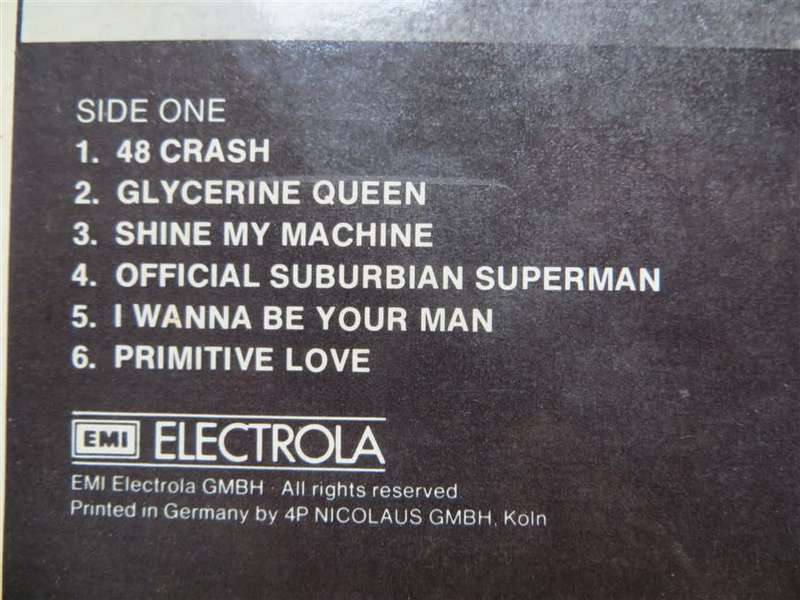 SIDE ONE
1. 48 CRASH
2. GLYCERINE QUEEN
3. SHINE MY MACHINE
4. OFFICIAL SUBURBIAN SUPERMAN
5. I WANNA BE YOUR MAN
6. PRIMITIVE LOVE
EMI ELECTROLA
EMI Electrola GMBH · All rights reserved
Printed in Germany by 4P NICOLAUS GMBH, Köln